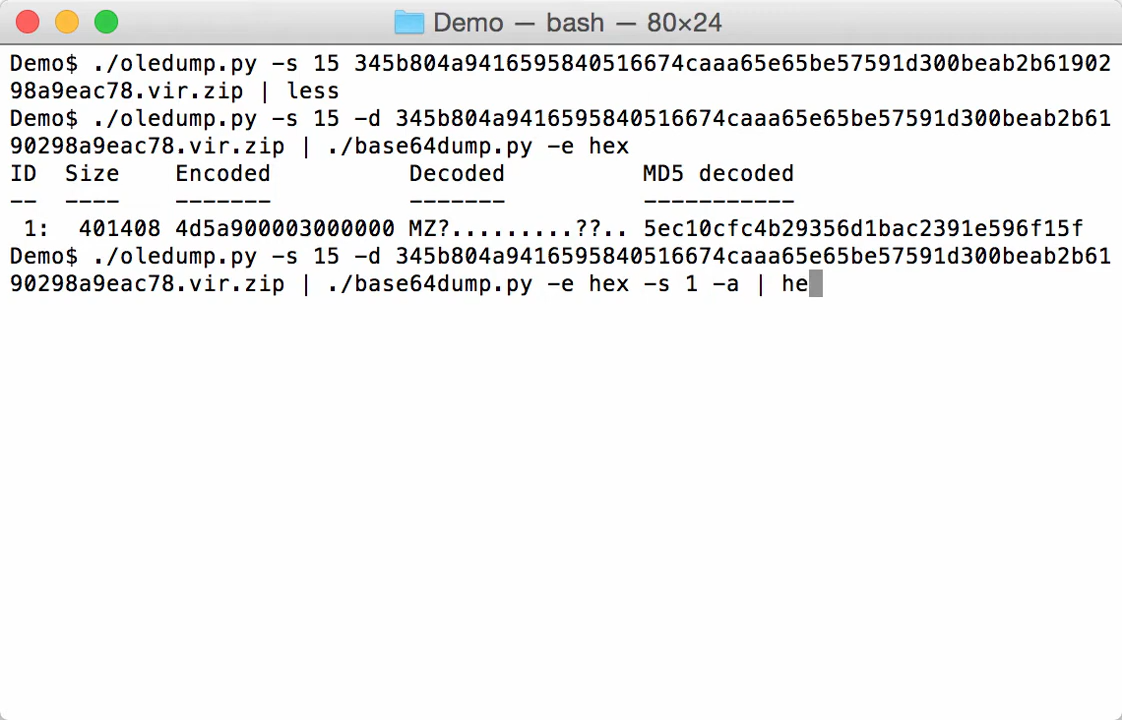 Demo — bash — 80×24
Demo$ ./oledump.py -s 15 345b804a9416595840516674caaa65e65be57591d300beab2b61902
98a9eac78.vir.zip | less
Demo$ ./oledump.py -s 15 -d 345b804a9416595840516674caaa65e65be57591d300beab2b61
90298a9eac78.vir.zip | ./base64dump.py -e hex
ID  Size    Encoded          Decoded          MD5 decoded
--  ----    -------          -------          -----------
 1:  401408 4d5a900003000000 MZ?.........??.. 5ec10cfc4b29356d1bac2391e596f15f
Demo$ ./oledump.py -s 15 -d 345b804a9416595840516674caaa65e65be57591d300beab2b61
90298a9eac78.vir.zip | ./base64dump.py -e hex -s 1 -a | he